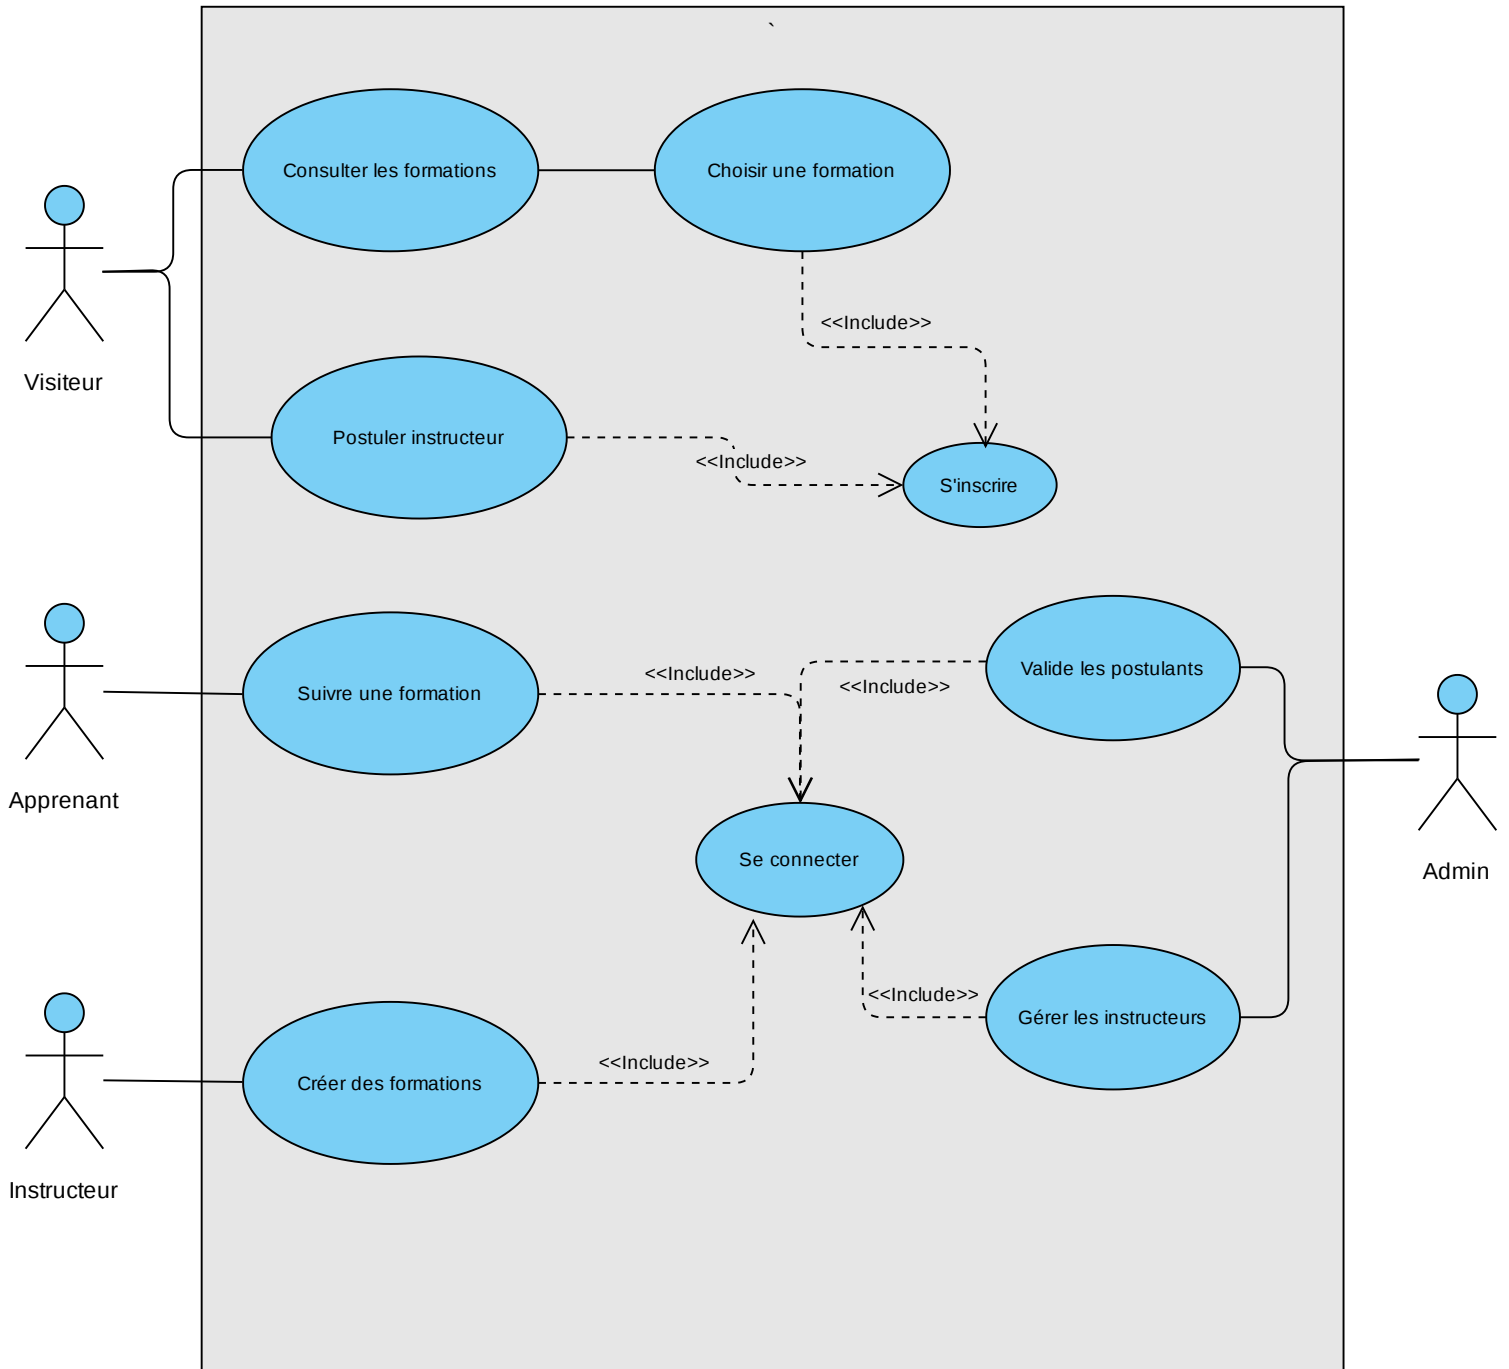 `
Consulter les formations
Choisir une formation
<<Include>>
Visiteur
Postuler instructeur
<<Include>>
S'inscrire
Suivre une formation
<<Include>>
<<Include>>
Valide les postulants
Apprenant
Se connecter
Admin
<<Include>>
Gérer les instructeurs
<<Include>>
Créer des formations
Instructeur